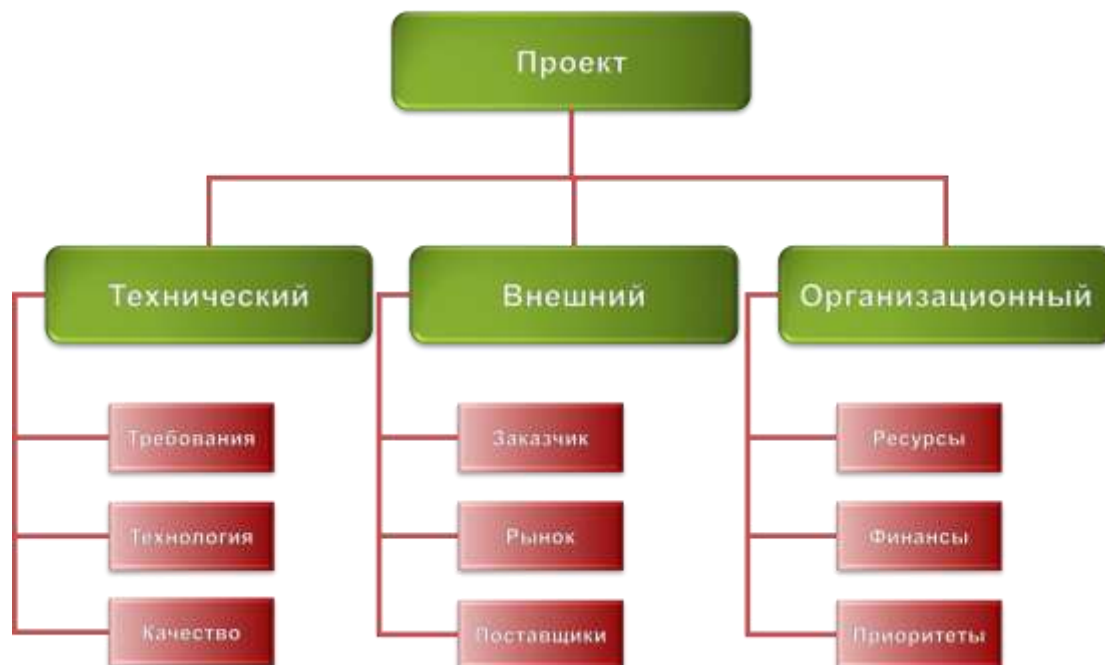 Проект
Технический
Внешний
Организационный
Требования
Заказчик
Ресурсы
Технология
Рынок
Финансы
Качество
Поставщики
Приоритеты